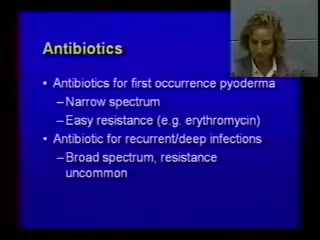 Antibiotics
• Antibiotics for first occurrence pyoderma
–Narrow spectrum
–Easy resistance (e.g. erythromycin)
• Antibiotic for recurrent/deep infections
–Broad spectrum, resistance
uncommon